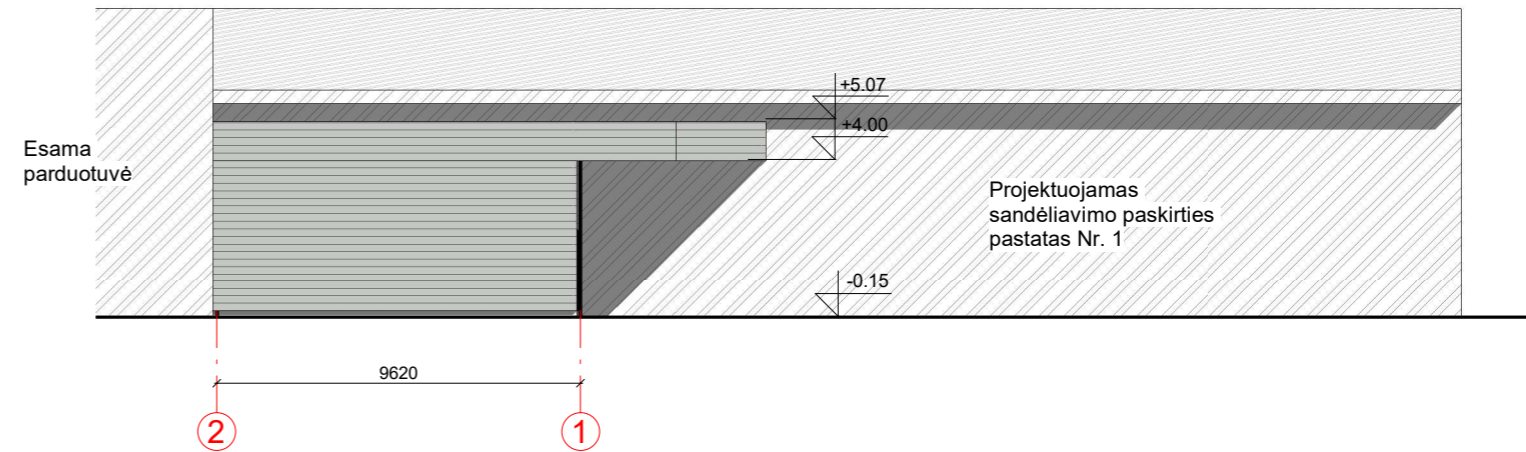 +5.07
+4.00
Esama
parduotuvė
Projektuojamas
sandėliavimo paskirties
pastatas Nr. 1
-0.15
9620
2
1